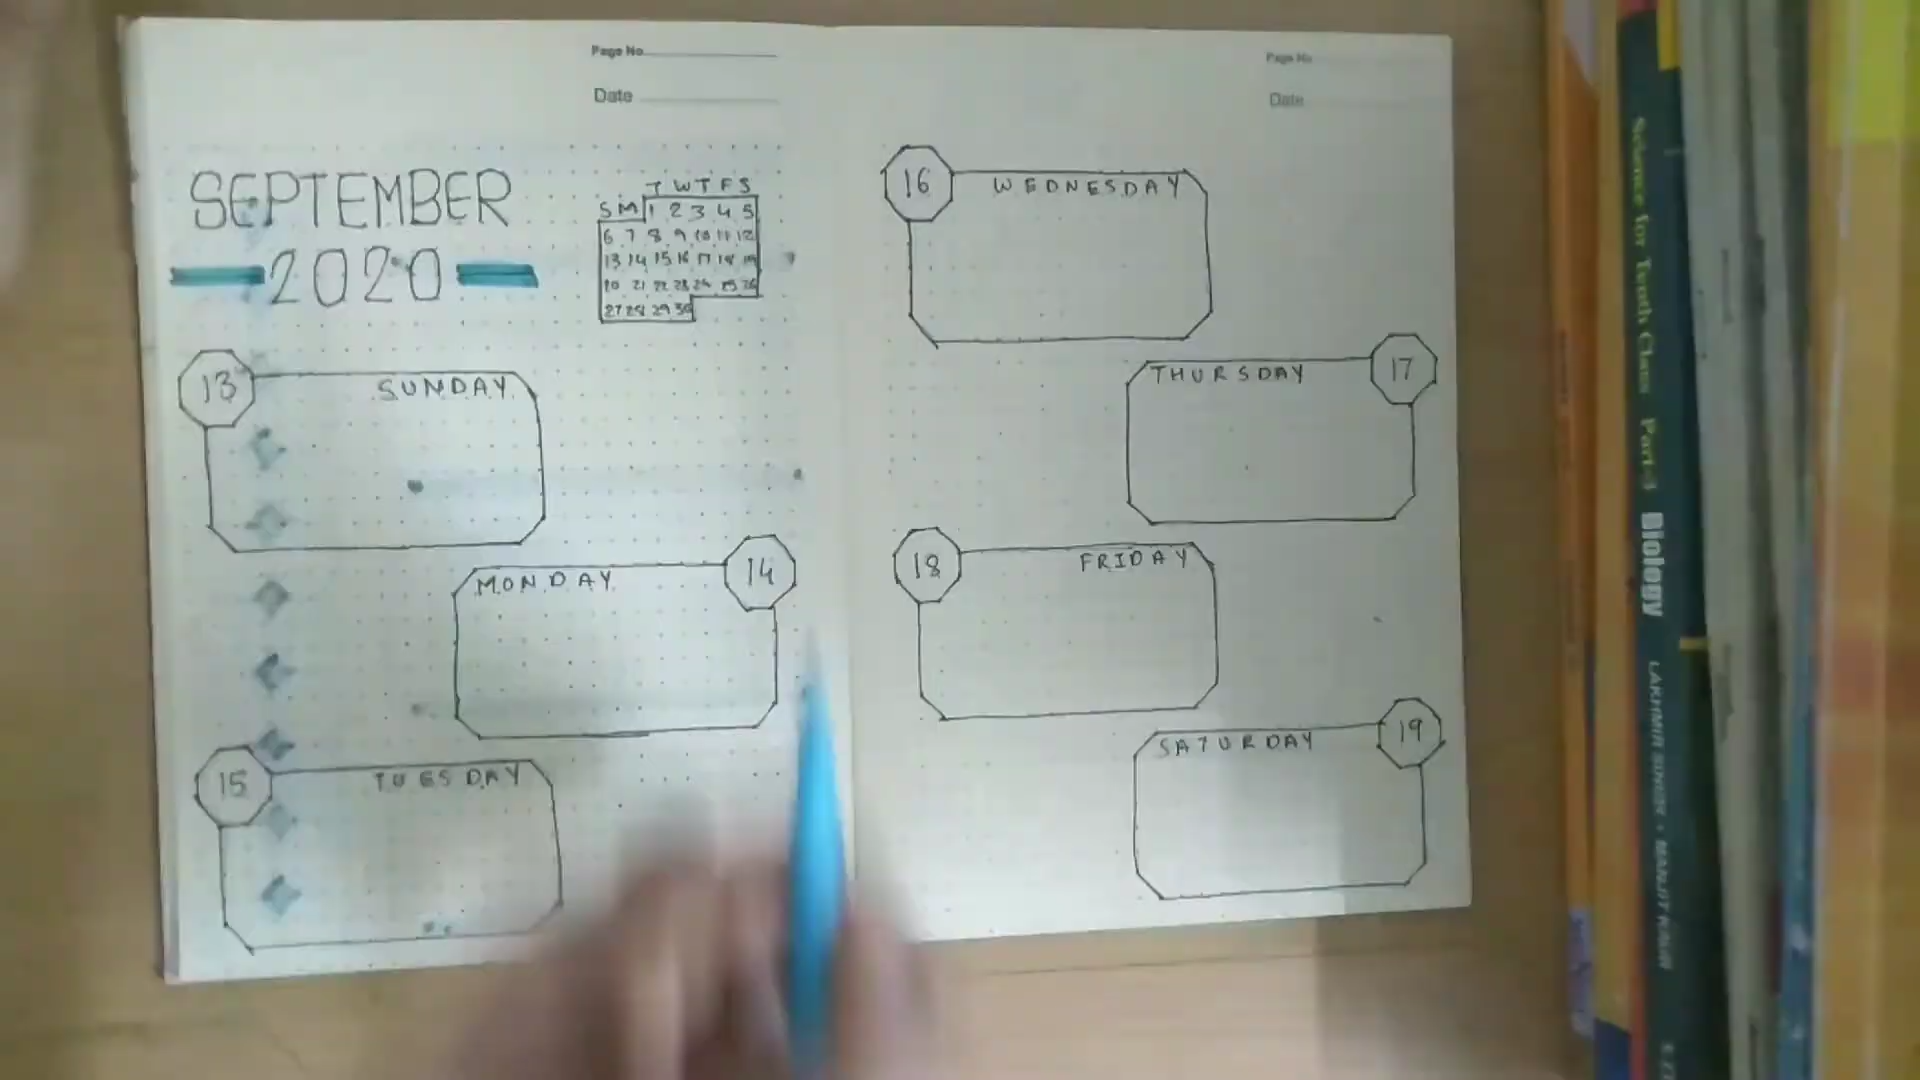 Page No.
Date
SEPTEMBER
2020
T W T F S
S M 1 2 3 4 5
6 7 8 9 10 11 12
13 14 15 16 17 18 19
20 21 22 23 24 25 26
27 28 29 30
13 SUNDAY
MONDAY 14
15 TUESDAY
Page No
Date
16 WEDNESDAY
THURSDAY 17
18 FRIDAY
SATURDAY 19
Science for Tenth Class Part-3 Biology LAKHMIR SINGH • MANJIT KAUR